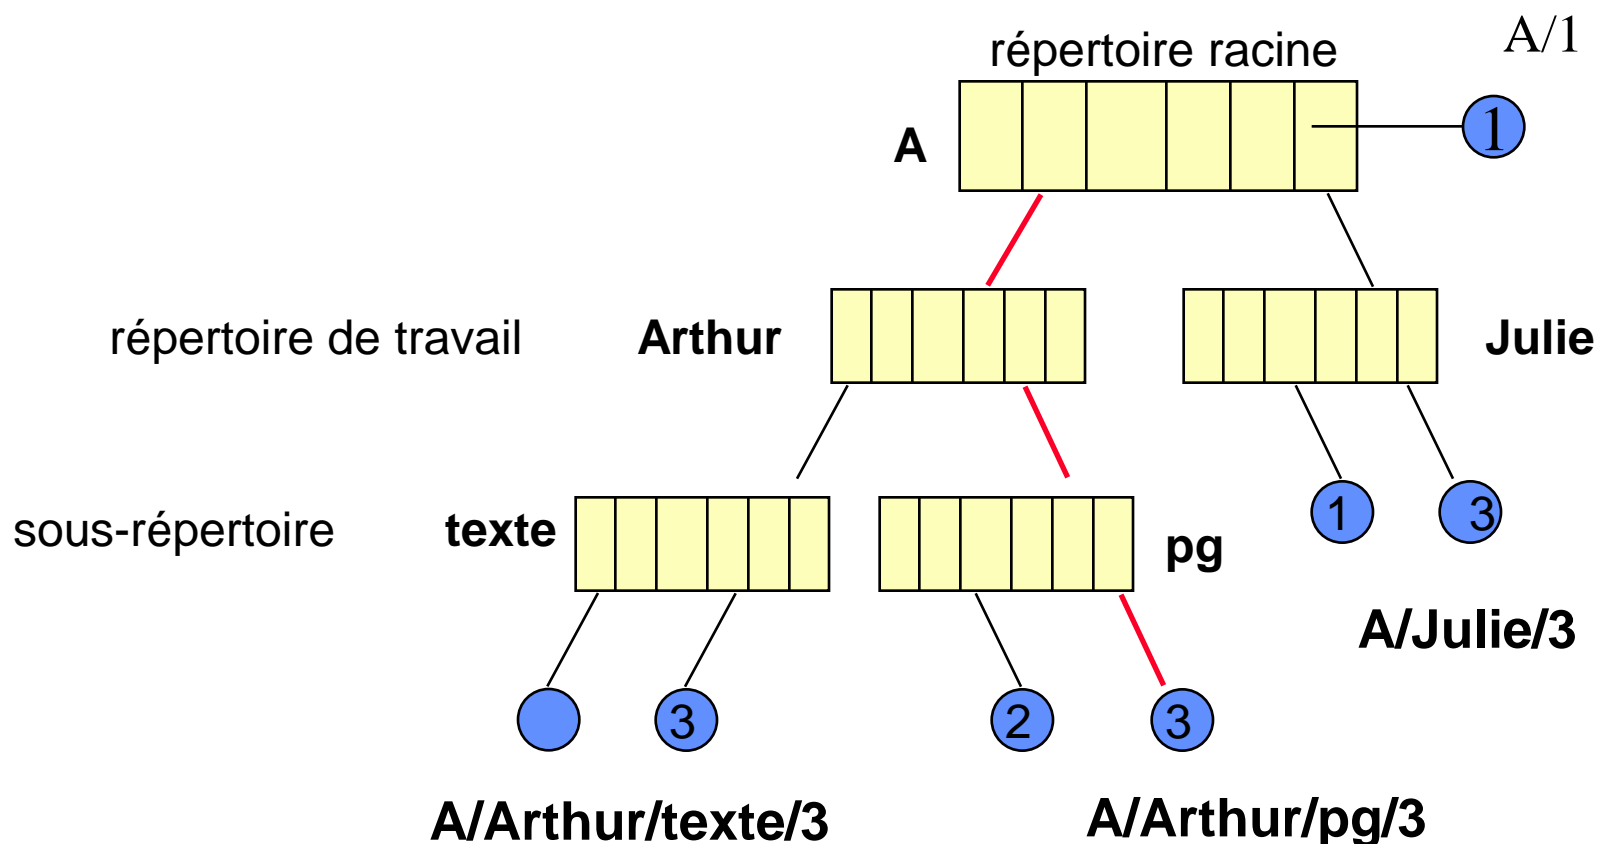 répertoire racine
A/1
A
1
répertoire de travail
Arthur
Julie
sous-répertoire
texte
pg
1
3
A/Julie/3
3
2
3
A/Arthur/texte/3
A/Arthur/pg/3